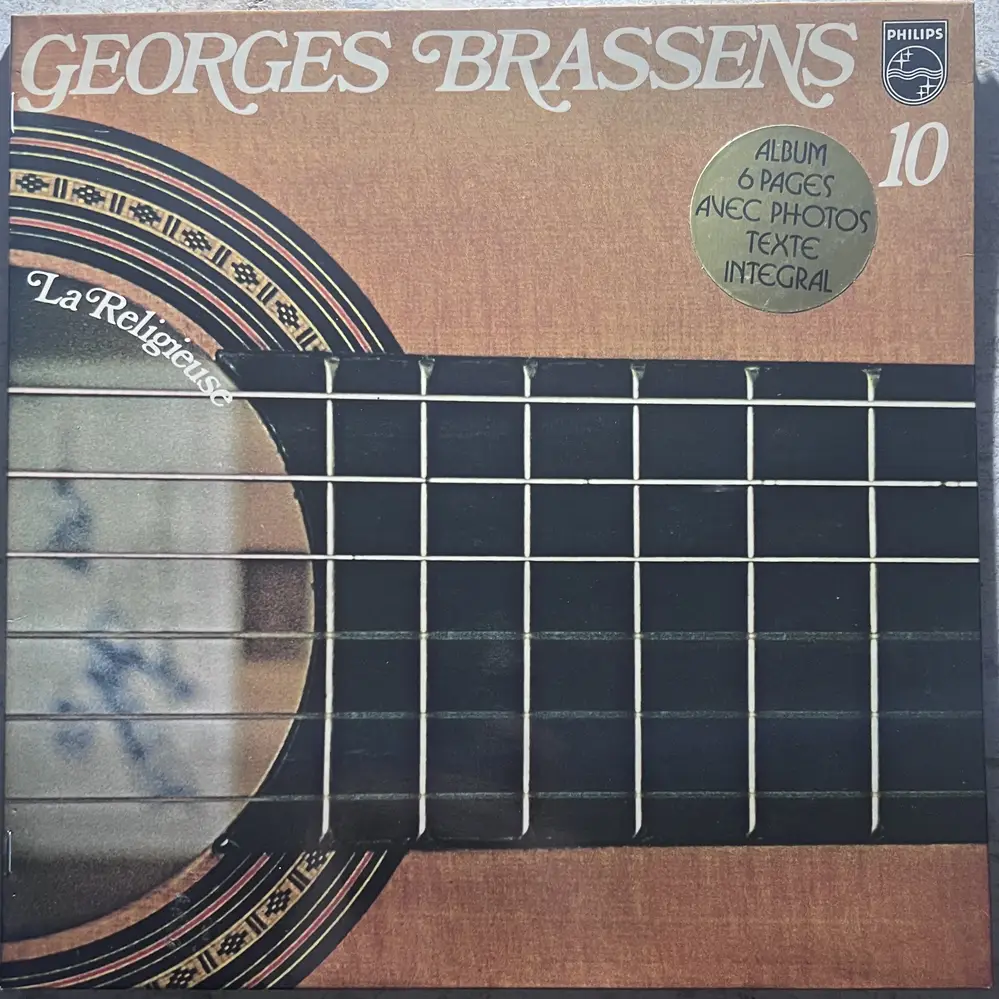 GEORGES BRASSENS
PHILIPS
10
ALBUM
6 PAGES
AVEC PHOTOS
TEXTE
INTEGRAL
La Religieuse